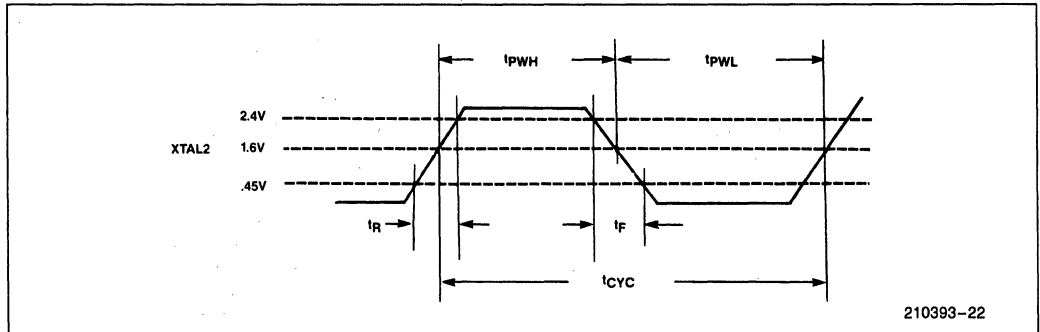 tPWH
tPWL
2.4V
XTAL2 1.6V
.45V
tR
tF
tCYC
210393-22